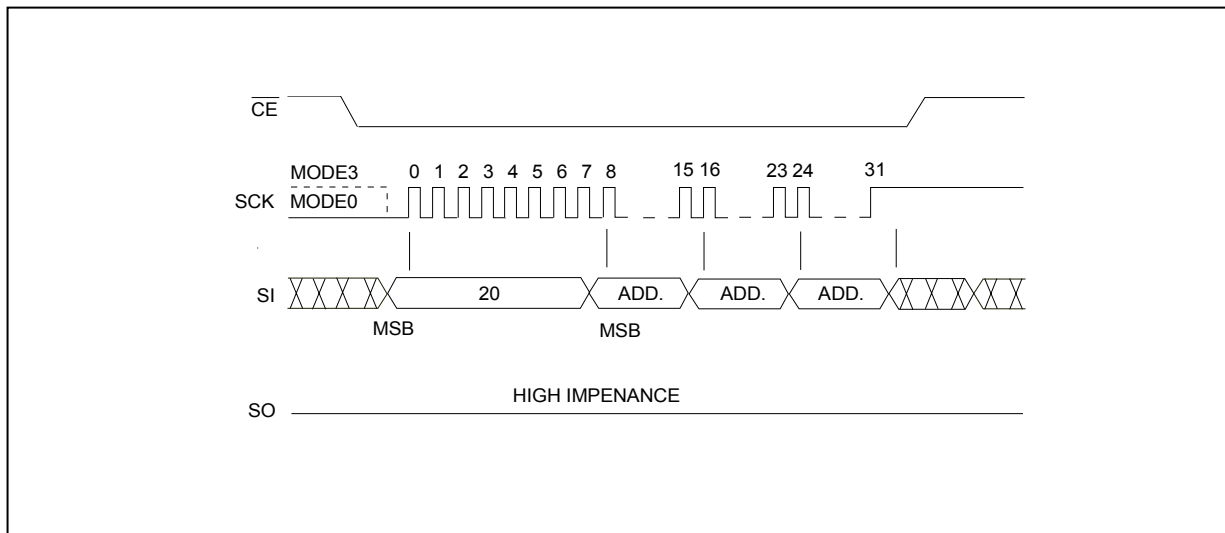 CE
MODE3
0 1 2 3 4 5 6 7 8 15 16 23 24 31
SCK MODE0
SI 20 ADD. ADD. ADD.
MSB MSB
HIGH IMPENANCE
SO